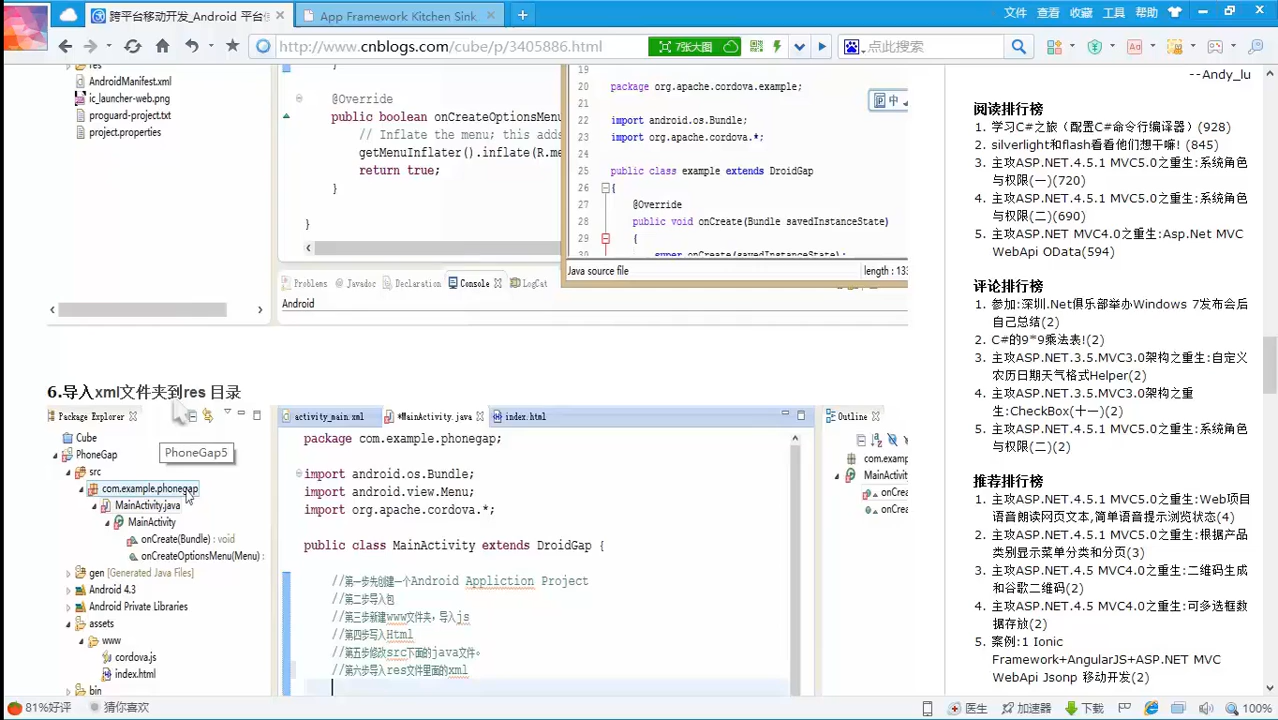 跨平台移动开发_Android 平台使
App Framework Kitchen Sink
文件 查看 收藏 工具 帮助
http://www.cnblogs.com/cube/p/3405886.html
7张大图
点此搜索
res
AndroidManifest.xml
ic_launcher-web.png
proguard-project.txt
project.properties
}
@Override
public boolean onCreateOptionsMenu
// Inflate the menu; this adds
getMenuInflater().inflate(R.me
return true;
}
}
Problems
Javadoc
Declaration
Console
LogCat
Android
19
20 package org.apache.cordova.example;
21
22 import android.os.Bundle;
23 import org.apache.cordova.*;
24
25 public class example extends DroidGap
26 {
27 @Override
28 public void onCreate(Bundle savedInstanceState)
29 {
30 super.onCreate(savedInstanceState);
中
Java source file
length : 133
6.导入xml文件夹到res 目录
Package Explorer
Cube
PhoneGap
PhoneGap5
src
com.example.phonegap
MainActivity.java
MainActivity
onCreate(Bundle) : void
onCreateOptionsMenu(Menu) :
gen [Generated Java Files]
Android 4.3
Android Private Libraries
assets
www
cordova.js
index.html
bin
activity_main.xml
*MainActivity.java
index.html
package com.example.phonegap;
import android.os.Bundle;
import android.view.Menu;
import org.apache.cordova.*;
public class MainActivity extends DroidGap {
//第一步先创建一个Android Appliction Project
//第二步导入包
//第三步新建www文件夹，导入js
//第四步写入Html
//第五步修改src下面的java文件。
//第六步导入res文件里面的xml
Outline
com.examp
MainActivi
onCre
onCre
--Andy_lu
阅读排行榜
1. 学习C#之旅（配置C#命令行编译器）(928)
2. silverlight和flash看看他们想干嘛! (845)
3. 主攻ASP.NET.4.5.1 MVC5.0之重生:系统角色
与权限(一)(720)
4. 主攻ASP.NET.4.5.1 MVC5.0之重生:系统角色
与权限(二)(690)
5. 主攻ASP.NET MVC4.0之重生:Asp.Net MVC
WebApi OData(594)
评论排行榜
1. 参加:深圳.Net俱乐部举办Windows 7发布会后
自己总结(2)
2. C#的9*9乘法表!(2)
3. 主攻ASP.NET.3.5.MVC3.0架构之重生:自定义
农历日期天气格式Helper(2)
4. 主攻ASP.NET.3.5.MVC3.0架构之重
生:CheckBox(十一)(2)
5. 主攻ASP.NET.4.5.1 MVC5.0之重生:系统角色
与权限(二)(2)
推荐排行榜
1. 主攻ASP.NET.4.5.1 MVC5.0之重生:Web项目
语音朗读网页文本,简单语音提示浏览状态(4)
2. 主攻ASP.NET.4.5.1 MVC5.0之重生:根据产品
类别显示菜单分类和分页(3)
3. 主攻ASP.NET.4.5 MVC4.0之重生:二维码生成
和谷歌二维码(2)
4. 主攻ASP.NET.4.5 MVC4.0之重生:可多选框数
据存放(2)
5. 案例:1 Ionic
Framework+AngularJS+ASP.NET MVC
WebApi Jsonp 移动开发(2)
81%好评
猜你喜欢
医生
加速器
下载
100%